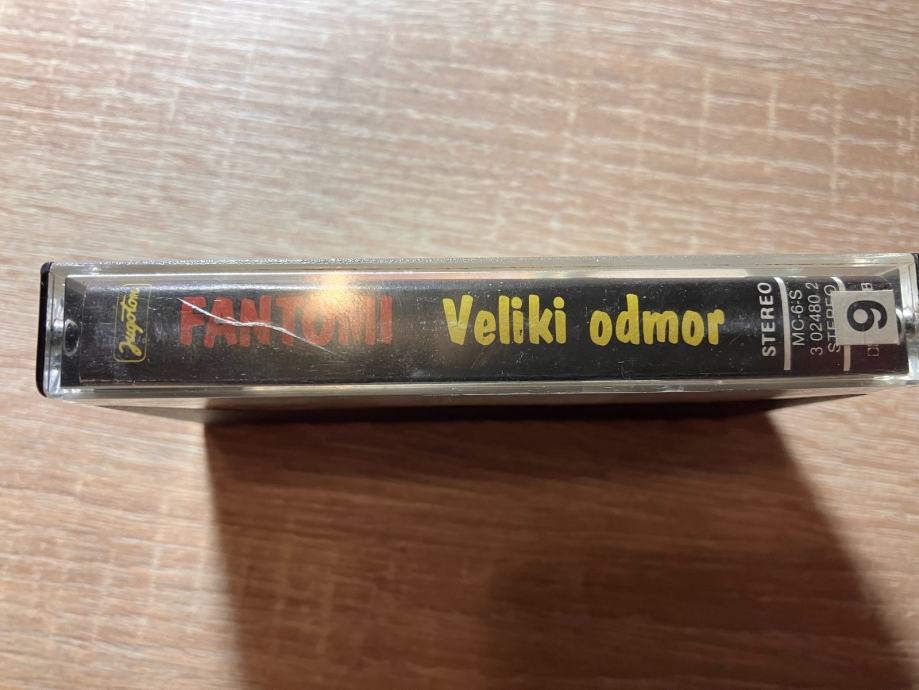 Jugoton
FANTOMI Veliki odmor
STEREO
MC-6-S
3 02480 2
STEREO
9